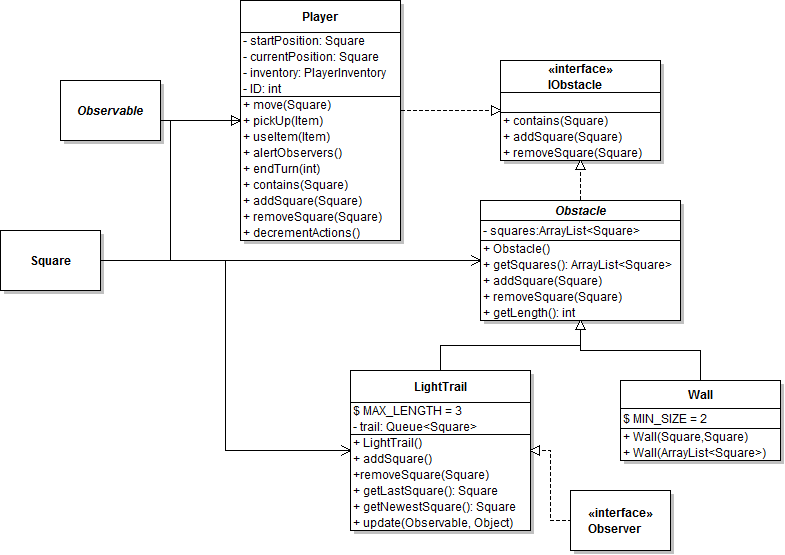 Player
- startPosition: Square
- currentPosition: Square
- inventory: PlayerInventory
- ID: int
+ move(Square)
+ pickUp(Item)
+ useItem(Item)
+ alertObservers()
+ endTurn(int)
+ contains(Square)
+ addSquare(Square)
+ removeSquare(Square)
+ decrementActions()
Observable
«interface»
IObstacle
+ contains(Square)
+ addSquare(Square)
+ removeSquare(Square)
Square
Obstacle
- squares:ArrayList<Square>
+ Obstacle()
+ getSquares(): ArrayList<Square>
+ addSquare(Square)
+ removeSquare(Square)
+ getLength(): int
LightTrail
$ MAX_LENGTH = 3
- trail: Queue<Square>
+ LightTrail()
+ addSquare()
+removeSquare(Square)
+ getLastSquare(): Square
+ getNewestSquare(): Square
+ update(Observable, Object)
Wall
$ MIN_SIZE = 2
+ Wall(Square,Square)
+ Wall(ArrayList<Square>)
«interface»
Observer